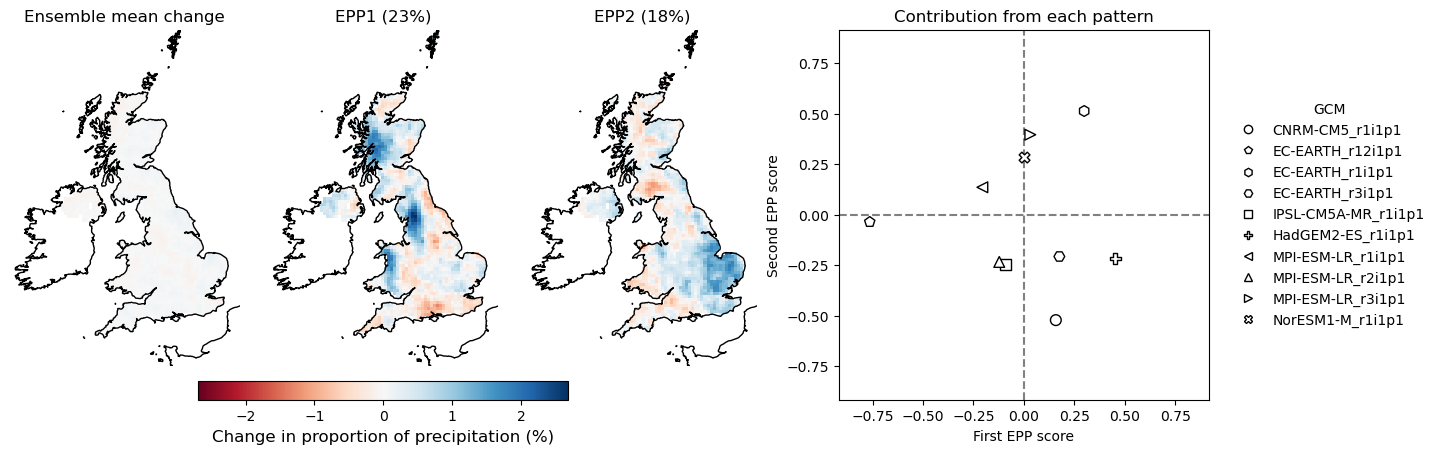 Ensemble mean change
EPP1 (23%)
EPP2 (18%)
Contribution from each pattern
0.75
0.50
0.25
0.00
−0.25
−0.50
−0.75
Second EPP score
−0.75
−0.50
−0.25
0.00
0.25
0.50
0.75
First EPP score
GCM
CNRM-CM5_r1i1p1
EC-EARTH_r12i1p1
EC-EARTH_r1i1p1
EC-EARTH_r3i1p1
IPSL-CM5A-MR_r1i1p1
HadGEM2-ES_r1i1p1
MPI-ESM-LR_r1i1p1
MPI-ESM-LR_r2i1p1
MPI-ESM-LR_r3i1p1
NorESM1-M_r1i1p1
−2
−1
0
1
2
Change in proportion of precipitation (%)